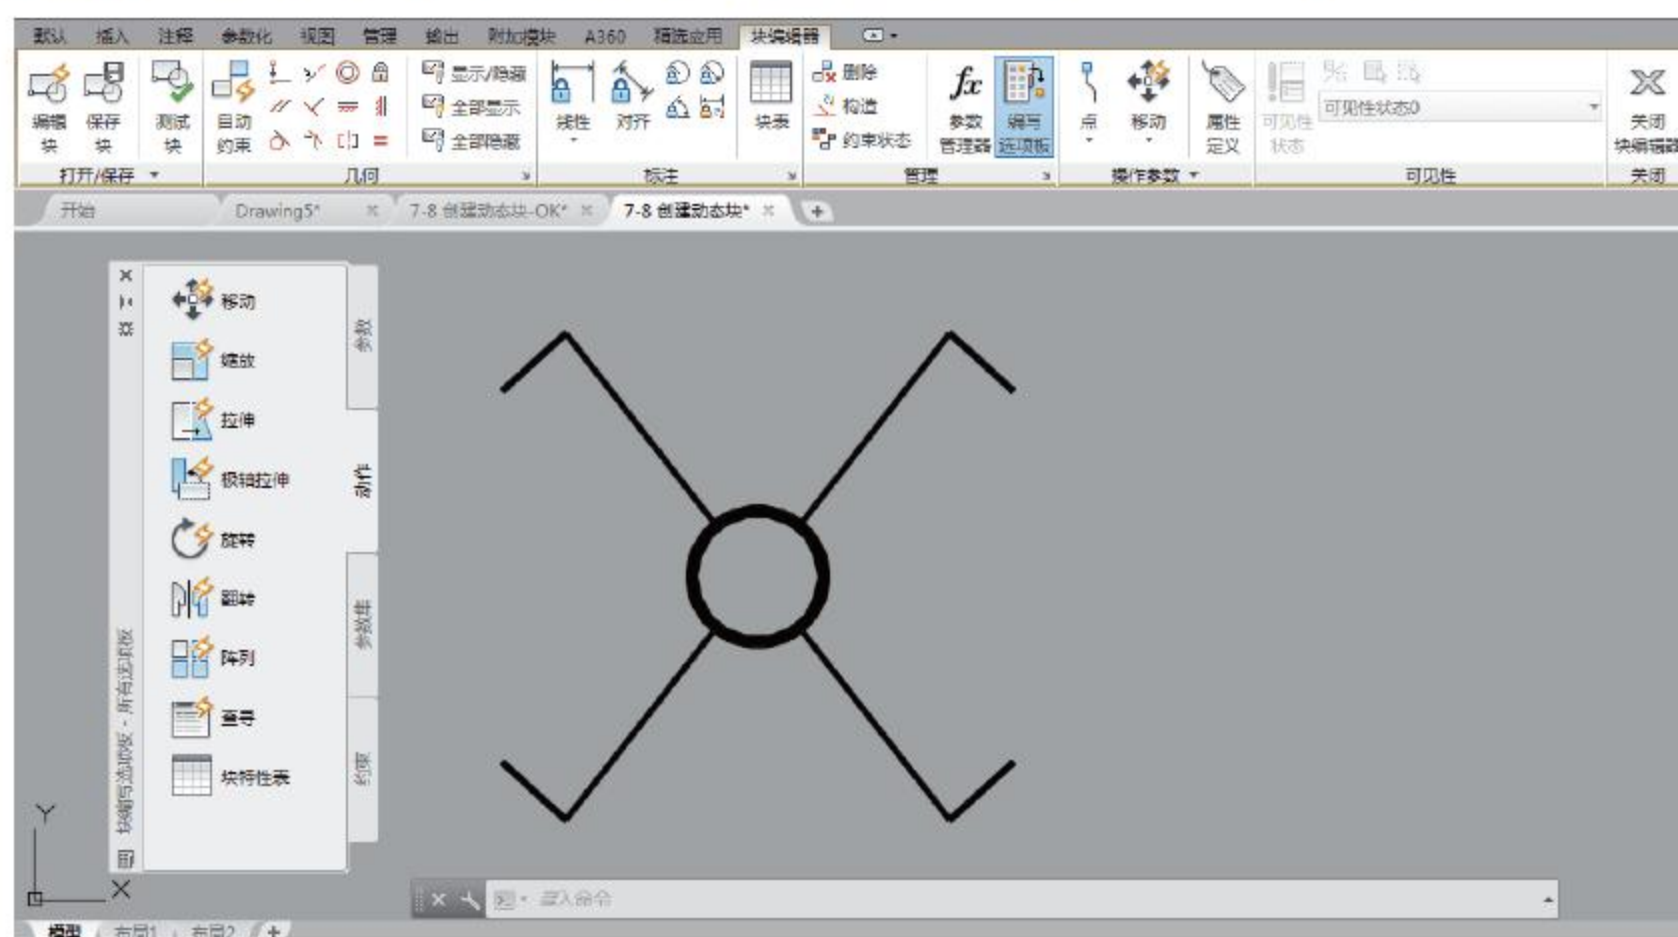 默认 插入 注释 参数化 视图 管理 输出 附加模块 A360 精选应用 块编辑器
编辑块 保存块 测试块 自动约束 显示/隐藏 全部显示 全部隐藏 线性 对齐 块表 删除 构造 约束状态 fx 参数管理器 编写选项板 点 移动 属性定义 可见性状态 可见性状态0 关闭块编辑器
打开/保存 几何 标注 管理 操作参数 可见性 关闭
开始 Drawing5* 7-8 创建动态块-OK* 7-8 创建动态块*
移动
缩放
拉伸
极轴拉伸
旋转
翻转
阵列
查寻
块特性表
参数
动作
参数集
约束
块编写选项板 - 所有选项板
Y
X
键入命令
模型 布局1 布局2